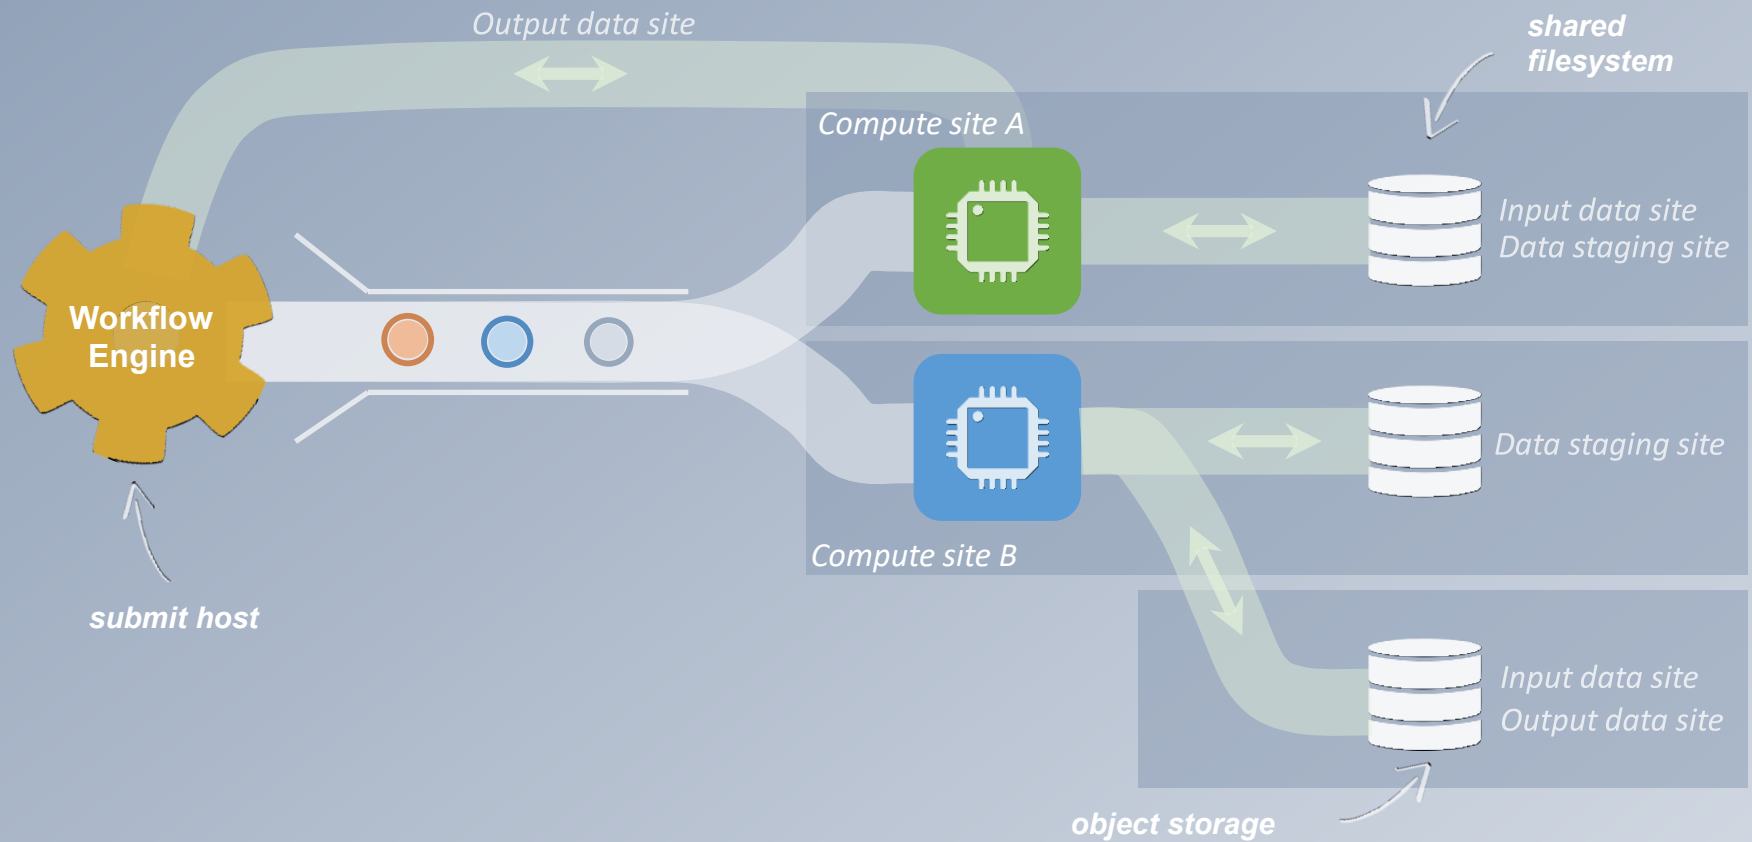 Output data site
shared
filesystem
Compute site A
Input data site
Data staging site
Workflow
Engine
Data staging site
Compute site B
submit host
Input data site
Output data site
object storage